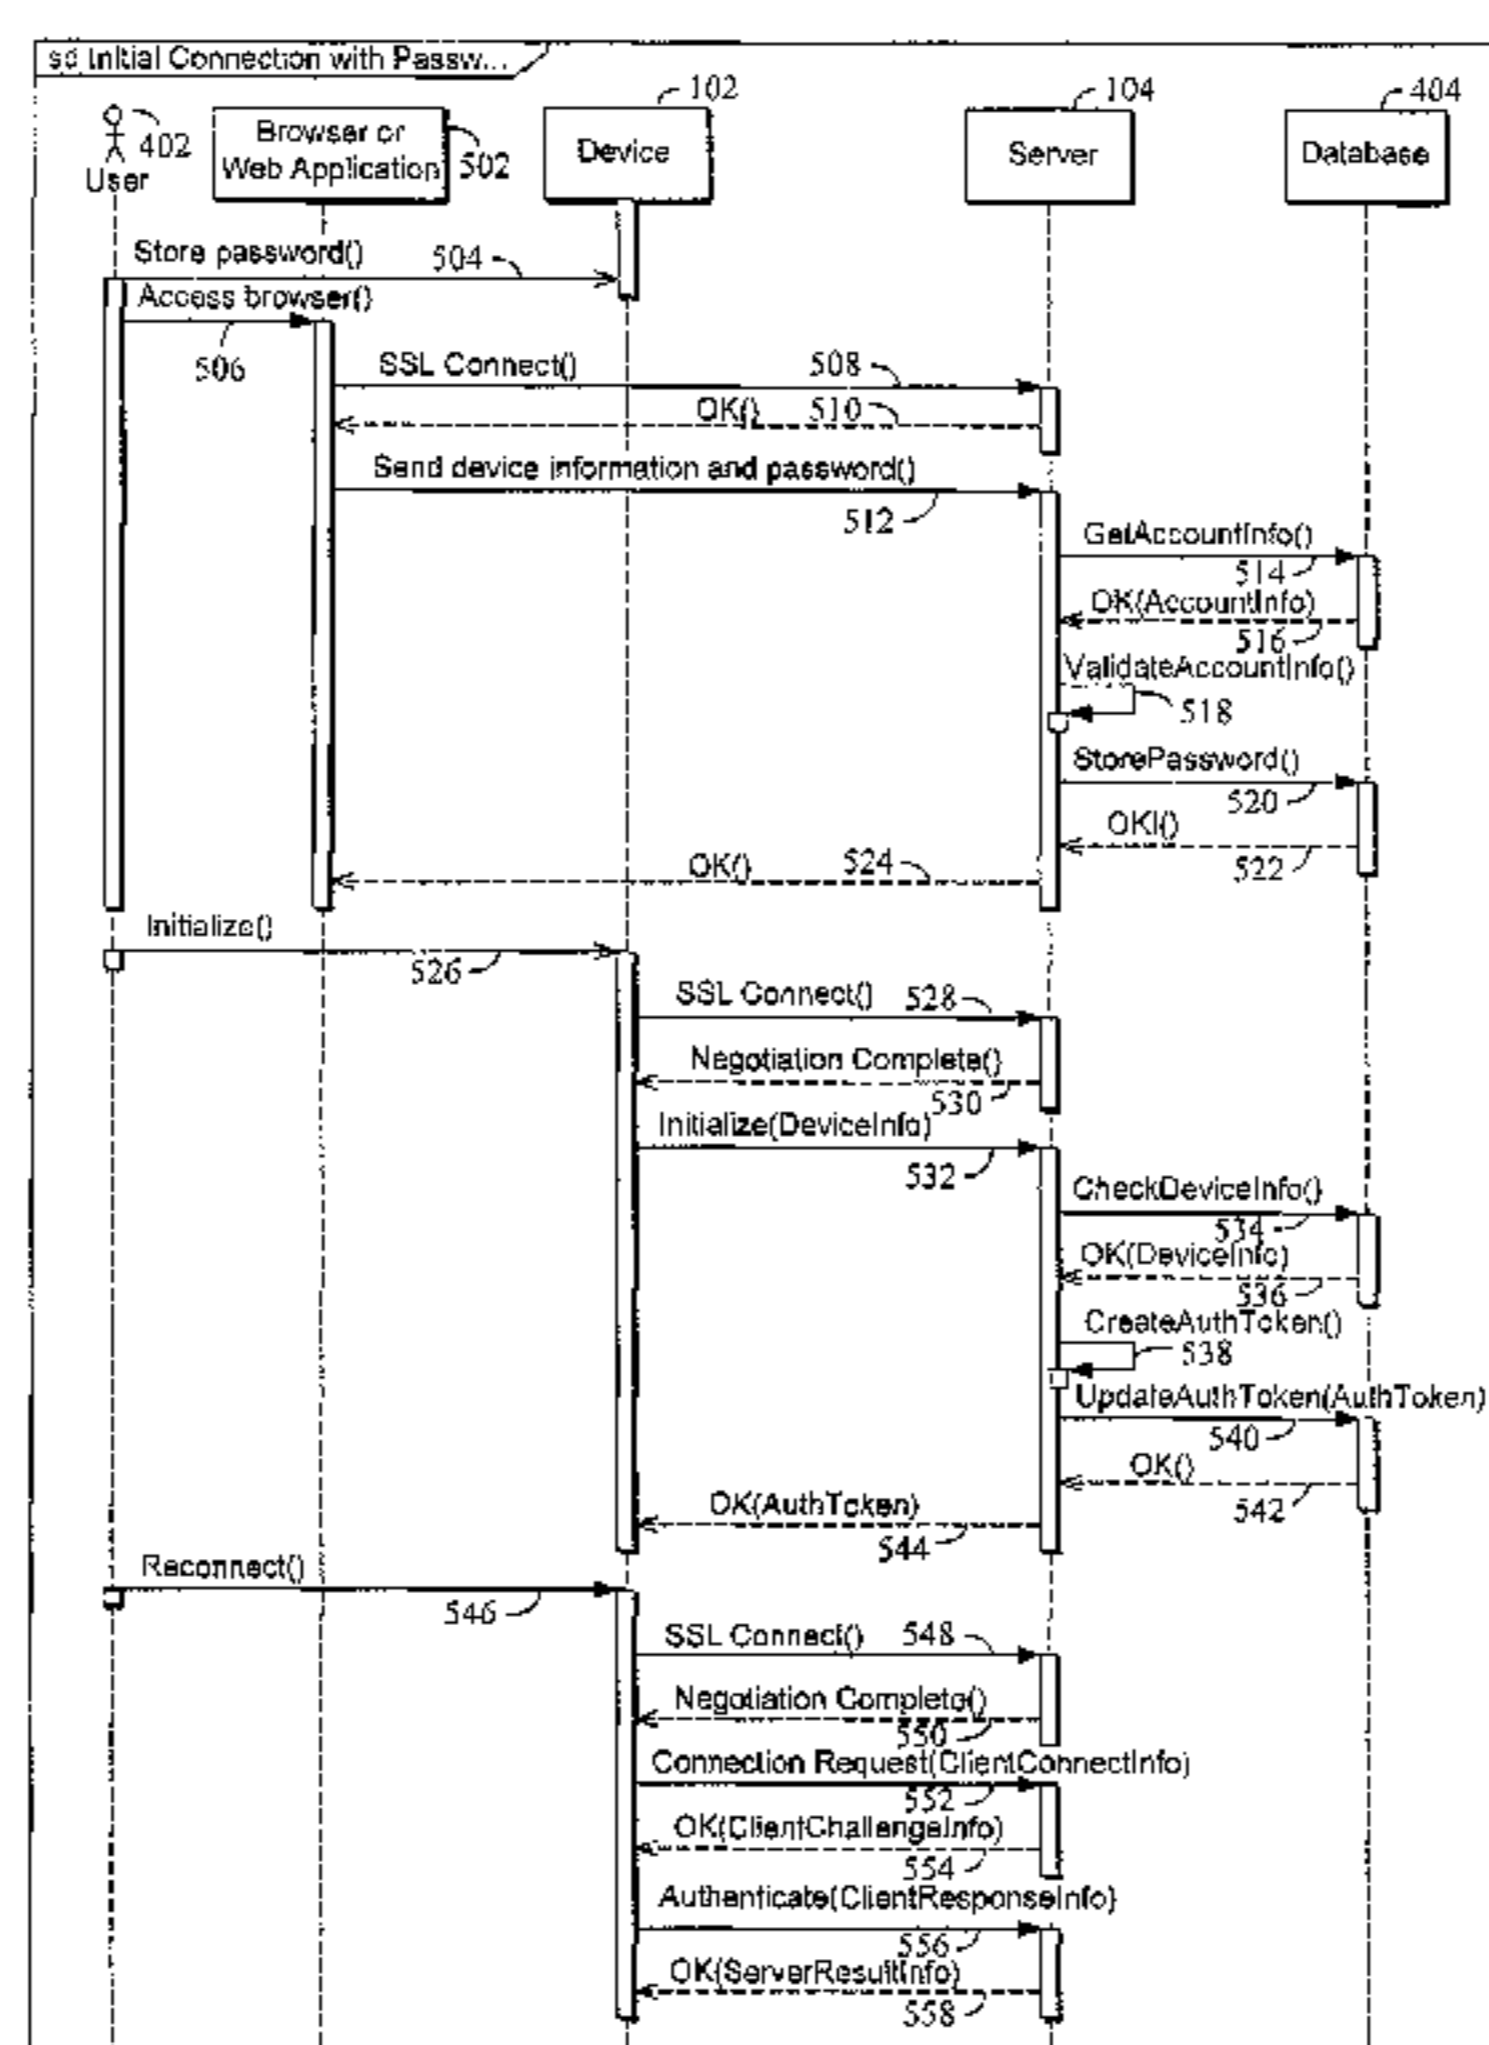 sd Initial Connection with Passw...
102
104
404
402
User
Browser or
Web Application
502
Device
Server
Database
Store password()
504
Access browser()
506
SSL Connect()
508
OK()
510
Send device information and password()
512
GetAccountInfo()
514
OK(AccountInfo)
516
ValidateAccountInfo()
518
StorePassword()
520
OKI()
522
OK()
524
Initialize()
526
SSL Connect()
528
Negotiation Complete()
530
Initialize(DeviceInfo)
532
CheckDeviceInfo()
534
OK(DeviceInfo)
536
CreateAuthToken()
538
UpdateAuthToken(AuthToken)
540
OK()
542
OK(AuthToken)
544
Reconnect()
546
SSL Connect()
548
Negotiation Complete()
550
Connection Request(ClientConnectInfo)
552
OK(ClientChallengeInfo)
554
Authenticate(ClientResponseInfo)
556
OK(ServerResultInfo)
558